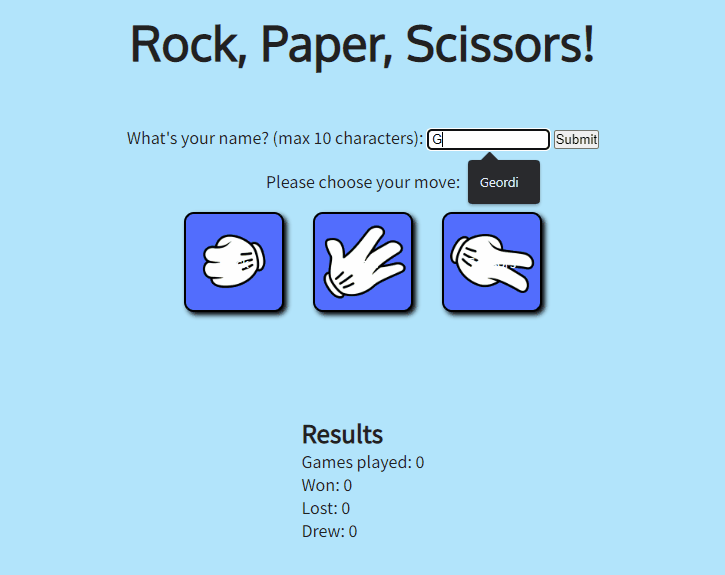 Rock, Paper, Scissors!
What's your name? (max 10 characters): G Submit
Please choose your move: Geordi
Results
Games played: 0
Won: 0
Lost: 0
Drew: 0